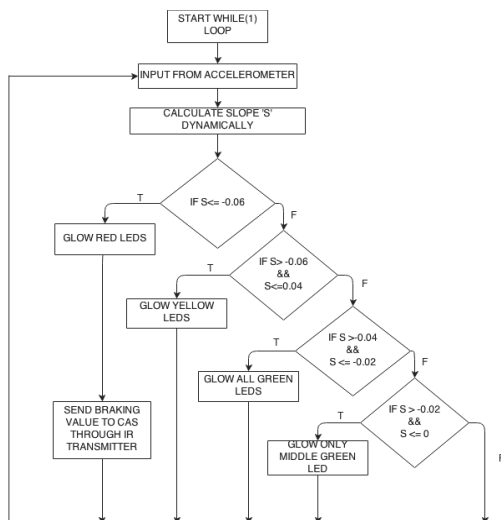 START WHILE(1)
LOOP
INPUT FROM ACCELEROMETER
CALCULATE SLOPE 'S'
DYNAMICALLY
IF S<= -0.06
T
F
GLOW RED LEDS
IF S> -0.06
&&
S<=0.04
T
F
GLOW YELLOW
LEDS
IF S >-0.04
&&
S <= -0.02
T
F
GLOW ALL GREEN
LEDS
IF S > -0.02
&&
S <= 0
T
F
SEND BRAKING
VALUE TO CAS
THROUGH IR
TRANSMITTER
GLOW ONLY
MIDDLE GREEN
LED